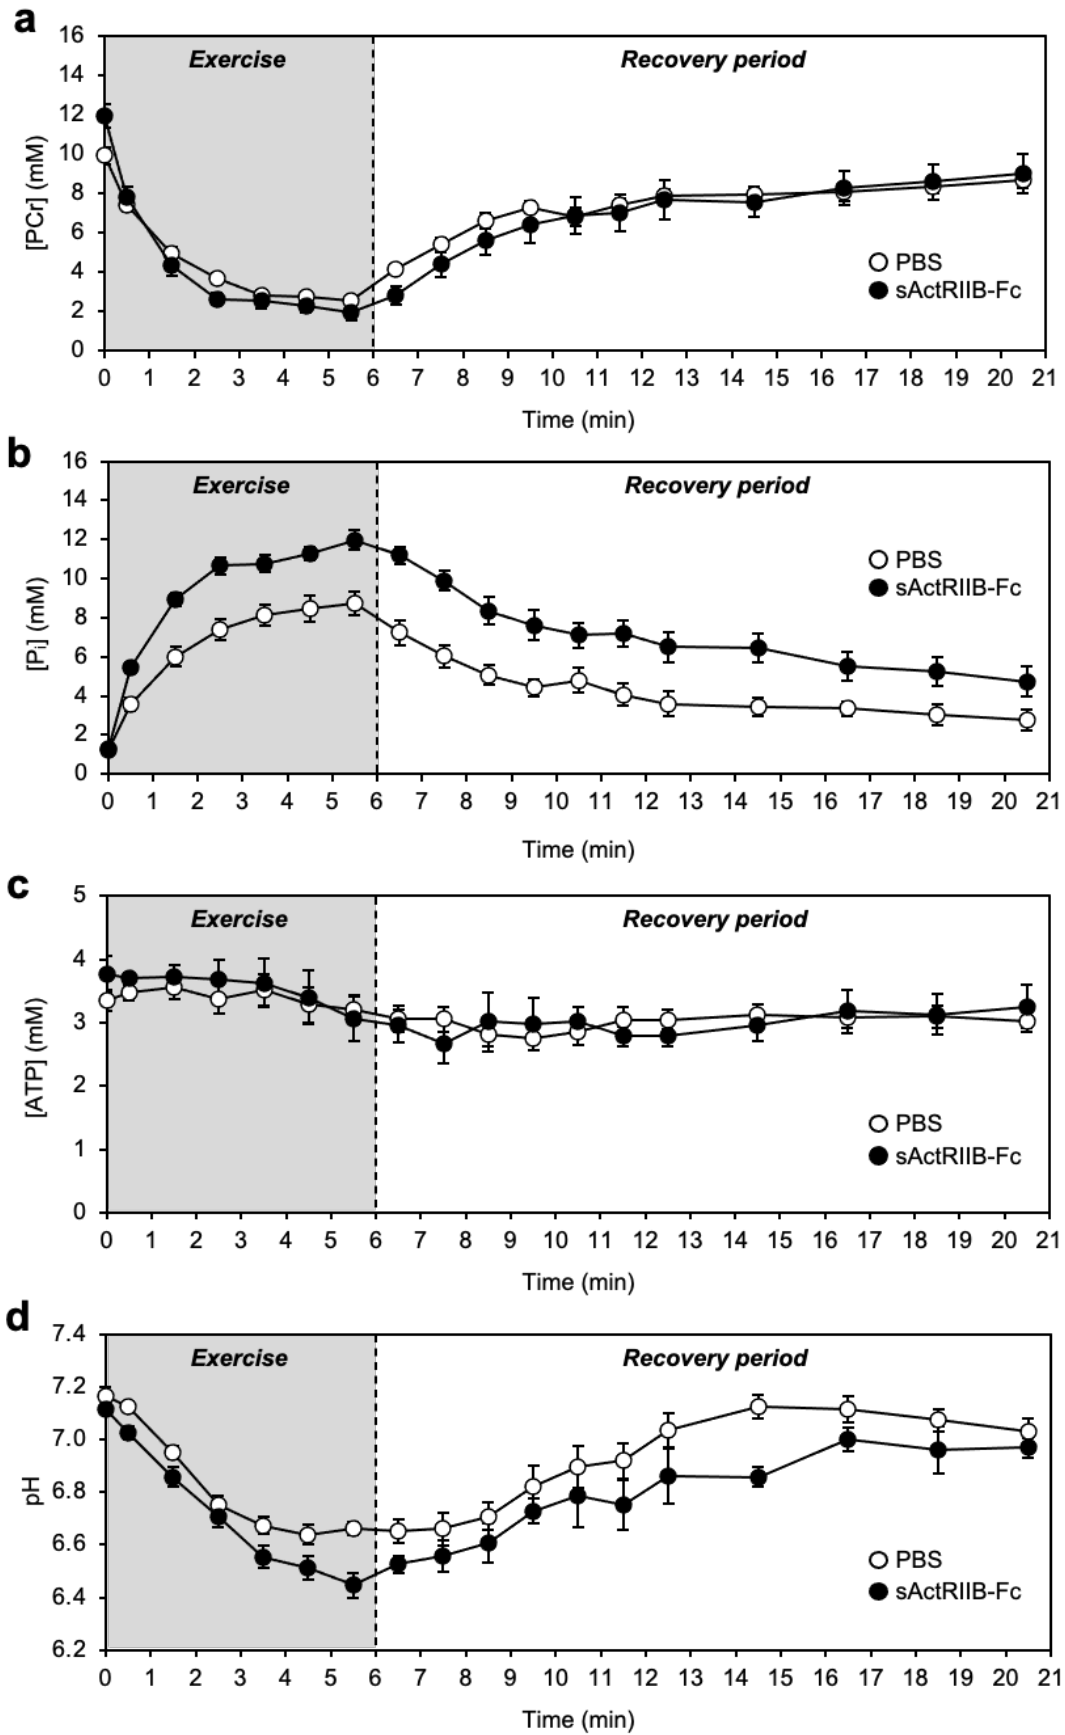 a
16
14
12
10
8
6
4
2
0
[PCr] (mM)
Exercise
Recovery period
PBS
sActRIIB-Fc
0 1 2 3 4 5 6 7 8 9 10 11 12 13 14 15 16 17 18 19 20 21
Time (min)
b
16
14
12
10
8
6
4
2
0
[Pi] (mM)
Exercise
Recovery period
PBS
sActRIIB-Fc
0 1 2 3 4 5 6 7 8 9 10 11 12 13 14 15 16 17 18 19 20 21
Time (min)
c
5
4
3
2
1
0
[ATP] (mM)
Exercise
Recovery period
PBS
sActRIIB-Fc
0 1 2 3 4 5 6 7 8 9 10 11 12 13 14 15 16 17 18 19 20 21
Time (min)
d
7.4
7.2
7.0
6.8
6.6
6.4
6.2
pH
Exercise
Recovery period
PBS
sActRIIB-Fc
0 1 2 3 4 5 6 7 8 9 10 11 12 13 14 15 16 17 18 19 20 21
Time (min)